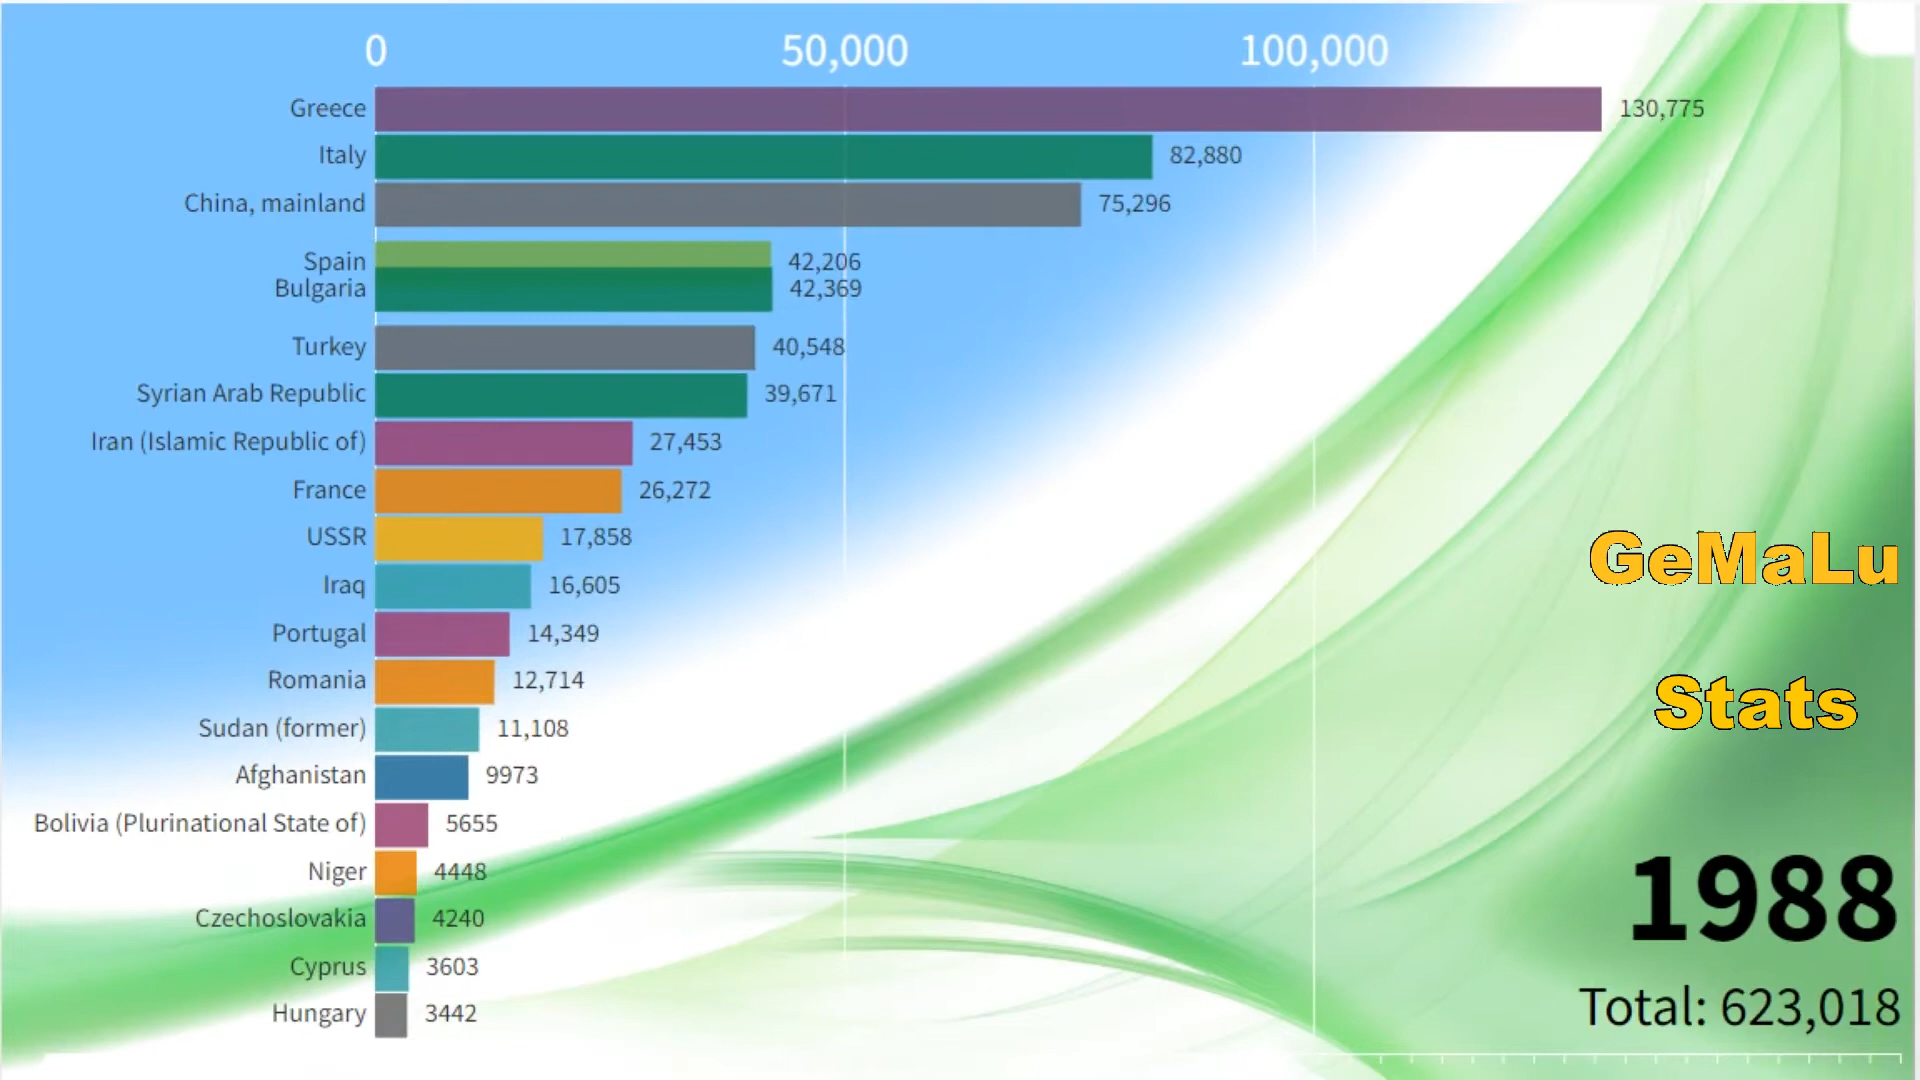 0 50,000 100,000
Greece 130,775
Italy 82,880
China, mainland 75,296
Spain 42,206
Bulgaria 42,369
Turkey 40,548
Syrian Arab Republic 39,671
Iran (Islamic Republic of) 27,453
France 26,272
USSR 17,858
Iraq 16,605
Portugal 14,349
Romania 12,714
Sudan (former) 11,108
Afghanistan 9973
Bolivia (Plurinational State of) 5655
Niger 4448
Czechoslovakia 4240
Cyprus 3603
Hungary 3442
GeMaLu
Stats
1988
Total: 623,018